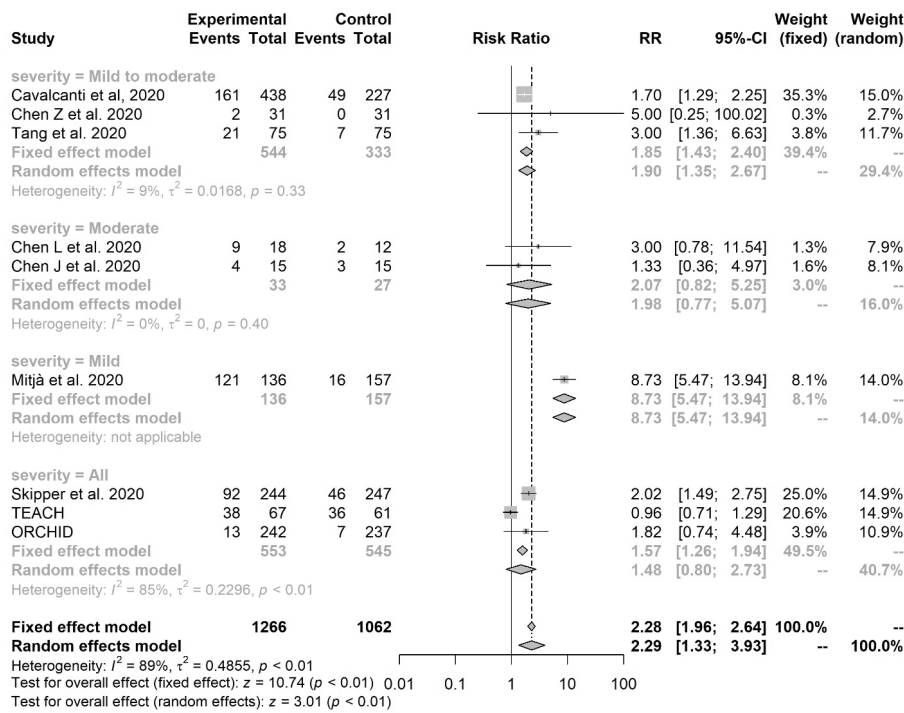 Experimental Control Weight Weight
Study Events Total Events Total Risk Ratio RR 95%-CI (fixed) (random)
severity = Mild to moderate
Cavalcanti et al, 2020 161 438 49 227 1.70 [1.29; 2.25] 35.3% 15.0%
Chen Z et al. 2020 2 31 0 31 5.00 [0.25; 100.02] 0.3% 2.7%
Tang et al. 2020 21 75 7 75 3.00 [1.36; 6.63] 3.8% 11.7%
Fixed effect model 544 333 1.85 [1.43; 2.40] 39.4% --
Random effects model 1.90 [1.35; 2.67] -- 29.4%
Heterogeneity: I² = 9%, τ² = 0.0168, p = 0.33
severity = Moderate
Chen L et al. 2020 9 18 2 12 3.00 [0.78; 11.54] 1.3% 7.9%
Chen J et al. 2020 4 15 3 15 1.33 [0.36; 4.97] 1.6% 8.1%
Fixed effect model 33 27 2.07 [0.82; 5.25] 3.0% --
Random effects model 1.98 [0.77; 5.07] -- 16.0%
Heterogeneity: I² = 0%, τ² = 0, p = 0.40
severity = Mild
Mitjà et al. 2020 121 136 16 157 8.73 [5.47; 13.94] 8.1% 14.0%
Fixed effect model 136 157 8.73 [5.47; 13.94] 8.1% --
Random effects model 8.73 [5.47; 13.94] -- 14.0%
Heterogeneity: not applicable
severity = All
Skipper et al. 2020 92 244 46 247 2.02 [1.49; 2.75] 25.0% 14.9%
TEACH 38 67 36 61 0.96 [0.71; 1.29] 20.6% 14.9%
ORCHID 13 242 7 237 1.82 [0.74; 4.48] 3.9% 10.9%
Fixed effect model 553 545 1.57 [1.26; 1.94] 49.5% --
Random effects model 1.48 [0.80; 2.73] -- 40.7%
Heterogeneity: I² = 85%, τ² = 0.2296, p < 0.01
Fixed effect model 1266 1062 2.28 [1.96; 2.64] 100.0% --
Random effects model 2.29 [1.33; 3.93] -- 100.0%
Heterogeneity: I² = 89%, τ² = 0.4855, p < 0.01
Test for overall effect (fixed effect): z = 10.74 (p < 0.01) 0.01 0.1 1 10 100
Test for overall effect (random effects): z = 3.01 (p < 0.01)